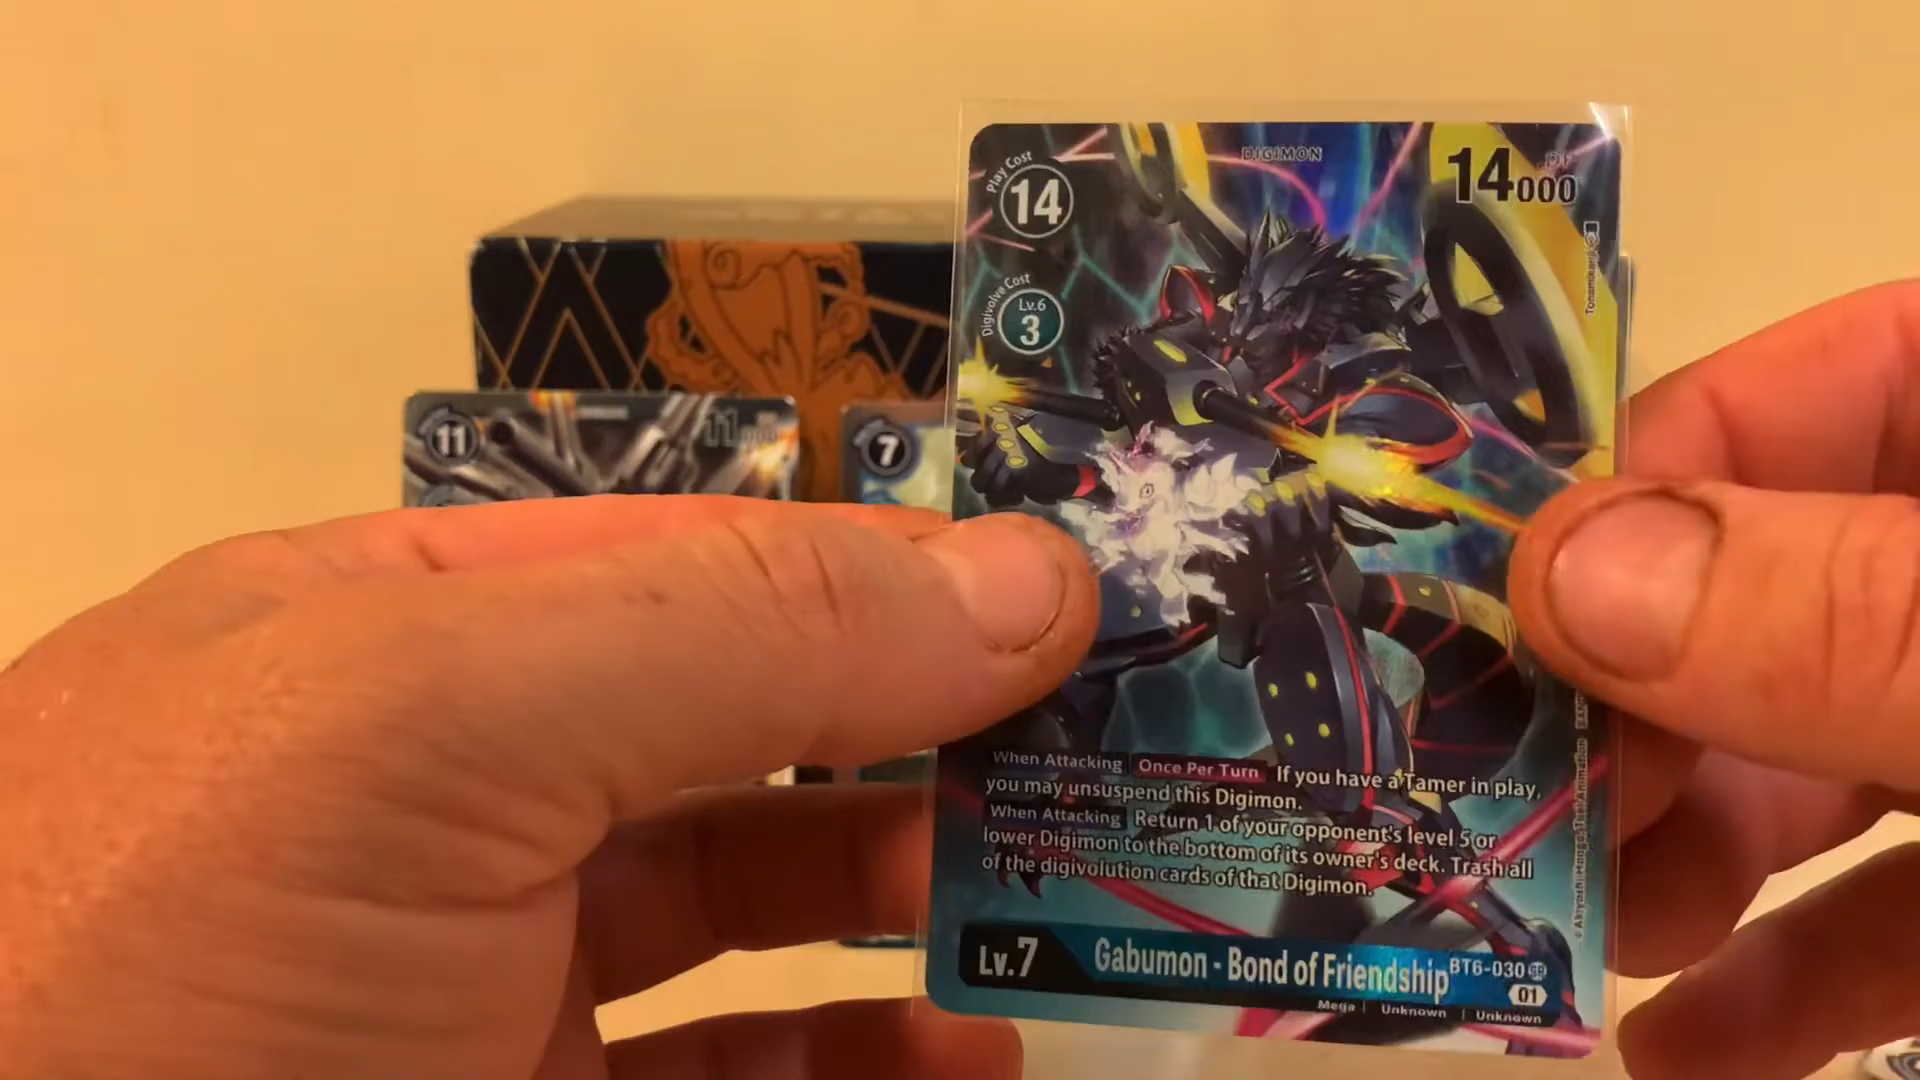 Play Cost
14
DIGIMON
DP
14000
Digivolve Cost
Lv.6
3
11
11
7
When Attacking Once Per Turn If you have a Tamer in play,
you may unsuspend this Digimon.
When Attacking Return 1 of your opponent's level 5 or
lower Digimon to the bottom of its owner's deck. Trash all
of the digivolution cards of that Digimon.
Lv.7
Gabumon - Bond of Friendship
BT6-030 SR
01
Mega | Unknown | Unknown